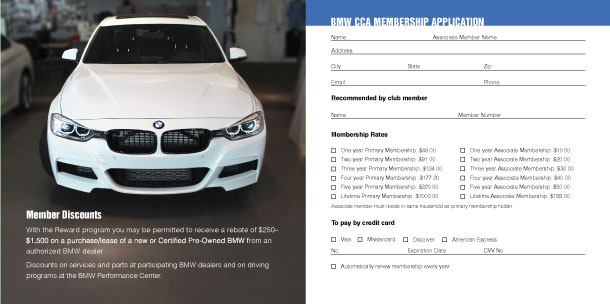 Member Discounts
With the Reward program you may be permitted to receive a rebate of $250–
$1,500 on a purchase/lease of a new or Certified Pre-Owned BMW from an
authorized BMW dealer.
Discounts on services and parts at participating BMW dealers and on driving
programs at the BMW Performance Center.
BMW CCA MEMBERSHIP APPLICATION
Name Associate Member Name
Address
City State Zip
Email Phone
Recommended by club member
Name Member Number
Membership Rates
One year Primary Membership $48.00 One year Associate Membership $10.00
Two year Primary Membership $91.00 Two year Associate Membership $20.00
Three year Primary Membership $134.00 Three year Associate Membership $30.00
Four year Primary Membership $177.20 Four year Associate Membership $40.00
Five year Primary Membership $220.00 Five year Associate Membership $50.00
Lifetime Primary Membership $1000.00 Lifetime Associate Membership $155.00
Associate member must reside in same household as primary membership holder.
To pay by credit card
Visa Mastercard Discover American Express
No Expiration Date CVV No
Automatically renew membership every year